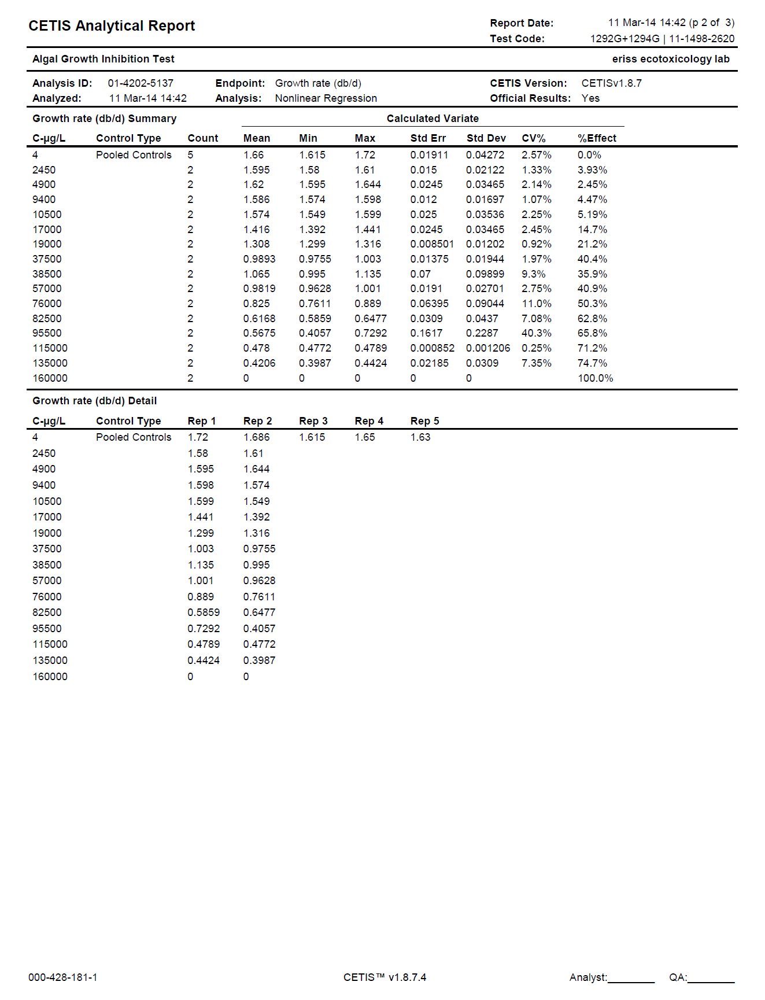 CETIS Analytical Report
Report Date: 11 Mar-14 14:42 (p 2 of 3)
Test Code: 1292G+1294G | 11-1498-2620
Algal Growth Inhibition Test eriss ecotoxicology lab
Analysis ID: 01-4202-5137 Endpoint: Growth rate (db/d) CETIS Version: CETISv1.8.7
Analyzed: 11 Mar-14 14:42 Analysis: Nonlinear Regression Official Results: Yes
Growth rate (db/d) Summary Calculated Variate
C-µg/L Control Type Count Mean Min Max Std Err Std Dev CV% %Effect
4 Pooled Controls 5 1.66 1.615 1.72 0.01911 0.04272 2.57% 0.0%
2450 2 1.595 1.58 1.61 0.015 0.02122 1.33% 3.93%
4900 2 1.62 1.595 1.644 0.0245 0.03465 2.14% 2.45%
9400 2 1.586 1.574 1.598 0.012 0.01697 1.07% 4.47%
10500 2 1.574 1.549 1.599 0.025 0.03536 2.25% 5.19%
17000 2 1.416 1.392 1.441 0.0245 0.03465 2.45% 14.7%
19000 2 1.308 1.299 1.316 0.008501 0.01202 0.92% 21.2%
37500 2 0.9893 0.9755 1.003 0.01375 0.01944 1.97% 40.4%
38500 2 1.065 0.995 1.135 0.07 0.09899 9.3% 35.9%
57000 2 0.9819 0.9628 1.001 0.0191 0.02701 2.75% 40.9%
76000 2 0.825 0.7611 0.889 0.06395 0.09044 11.0% 50.3%
82500 2 0.6168 0.5859 0.6477 0.0309 0.0437 7.08% 62.8%
95500 2 0.5675 0.4057 0.7292 0.1617 0.2287 40.3% 65.8%
115000 2 0.478 0.4772 0.4789 0.000852 0.001206 0.25% 71.2%
135000 2 0.4206 0.3987 0.4424 0.02185 0.0309 7.35% 74.7%
160000 2 0 0 0 0 0 100.0%
Growth rate (db/d) Detail
C-µg/L Control Type Rep 1 Rep 2 Rep 3 Rep 4 Rep 5
4 Pooled Controls 1.72 1.686 1.615 1.65 1.63
2450 1.58 1.61
4900 1.595 1.644
9400 1.598 1.574
10500 1.599 1.549
17000 1.441 1.392
19000 1.299 1.316
37500 1.003 0.9755
38500 1.135 0.995
57000 1.001 0.9628
76000 0.889 0.7611
82500 0.5859 0.6477
95500 0.7292 0.4057
115000 0.4789 0.4772
135000 0.4424 0.3987
160000 0 0
000-428-181-1 CETIS™ v1.8.7.4 Analyst:________ QA:________